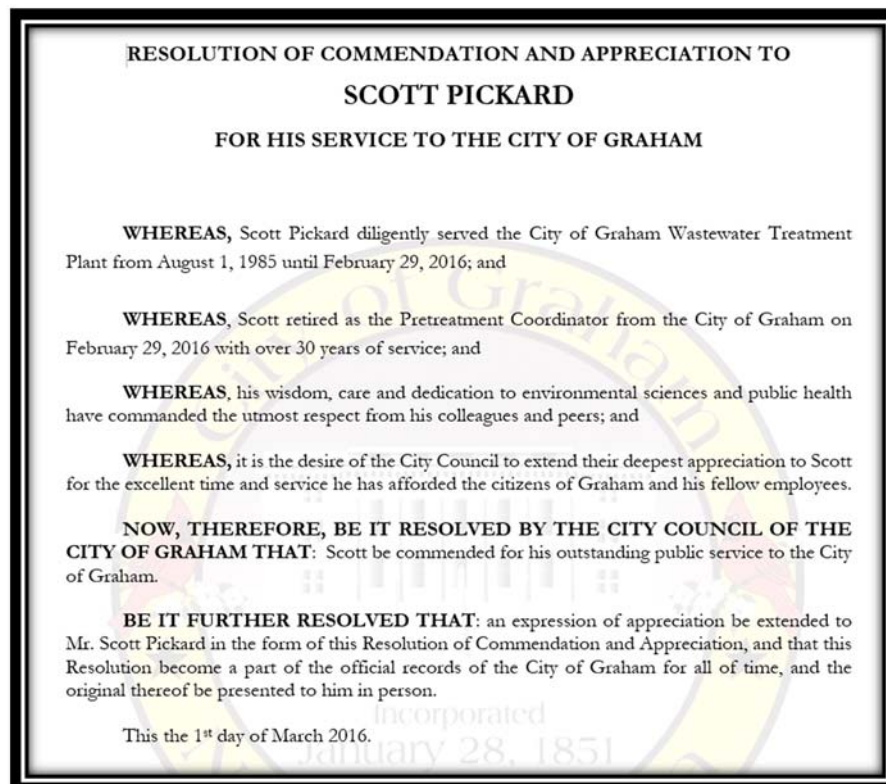 RESOLUTION OF COMMENDATION AND APPRECIATION TO
SCOTT PICKARD
FOR HIS SERVICE TO THE CITY OF GRAHAM
WHEREAS, Scott Pickard diligently served the City of Graham Wastewater Treatment
Plant from August 1, 1985 until February 29, 2016; and
WHEREAS, Scott retired as the Pretreatment Coordinator from the City of Graham on
February 29, 2016 with over 30 years of service; and
WHEREAS, his wisdom, care and dedication to environmental sciences and public health
have commanded the utmost respect from his colleagues and peers; and
WHEREAS, it is the desire of the City Council to extend their deepest appreciation to Scott
for the excellent time and service he has afforded the citizens of Graham and his fellow employees.
NOW, THEREFORE, BE IT RESOLVED BY THE CITY COUNCIL OF THE
CITY OF GRAHAM THAT: Scott be commended for his outstanding public service to the City
of Graham.
BE IT FURTHER RESOLVED THAT: an expression of appreciation be extended to
Mr. Scott Pickard in the form of this Resolution of Commendation and Appreciation, and that this
Resolution become a part of the official records of the City of Graham for all of time, and the
original thereof be presented to him in person.
This the 1st day of March 2016.
City of Graham
Incorporated
January 28, 1851